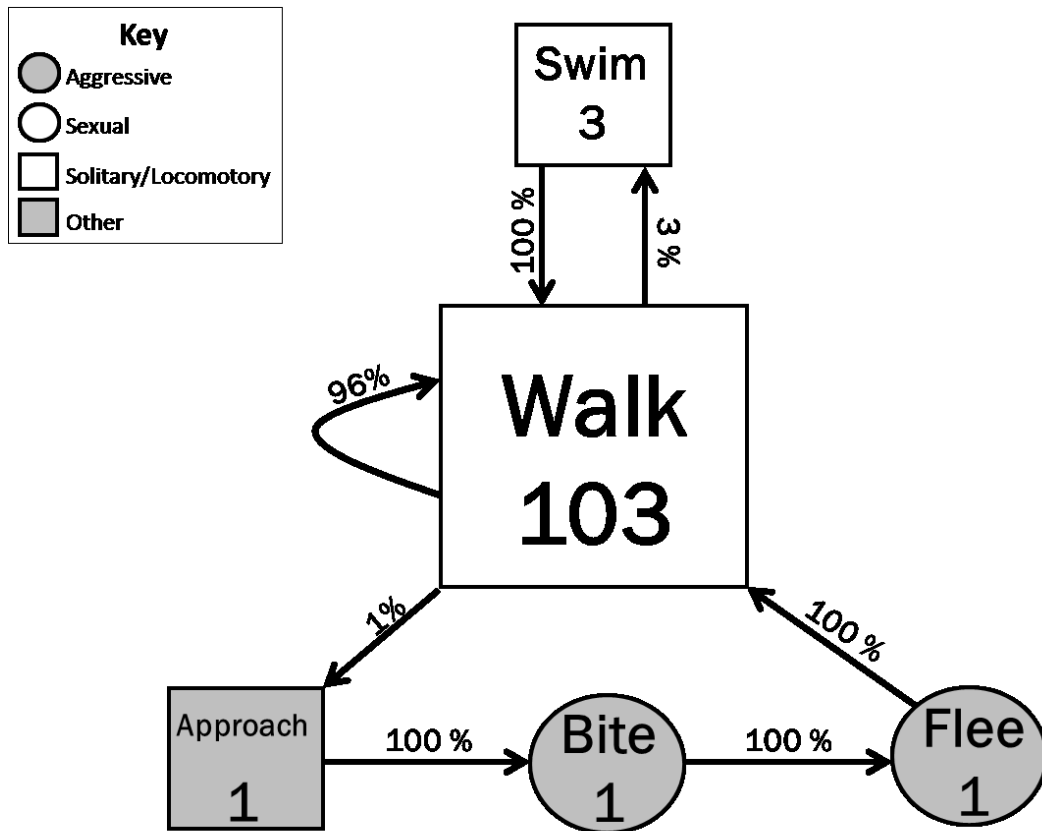 Key
Aggressive
Sexual
Solitary/Locomotory
Other
Swim
3
100 %
3 %
96%
Walk
103
1%
100 %
Approach
1
100 %
Bite
1
100 %
Flee
1